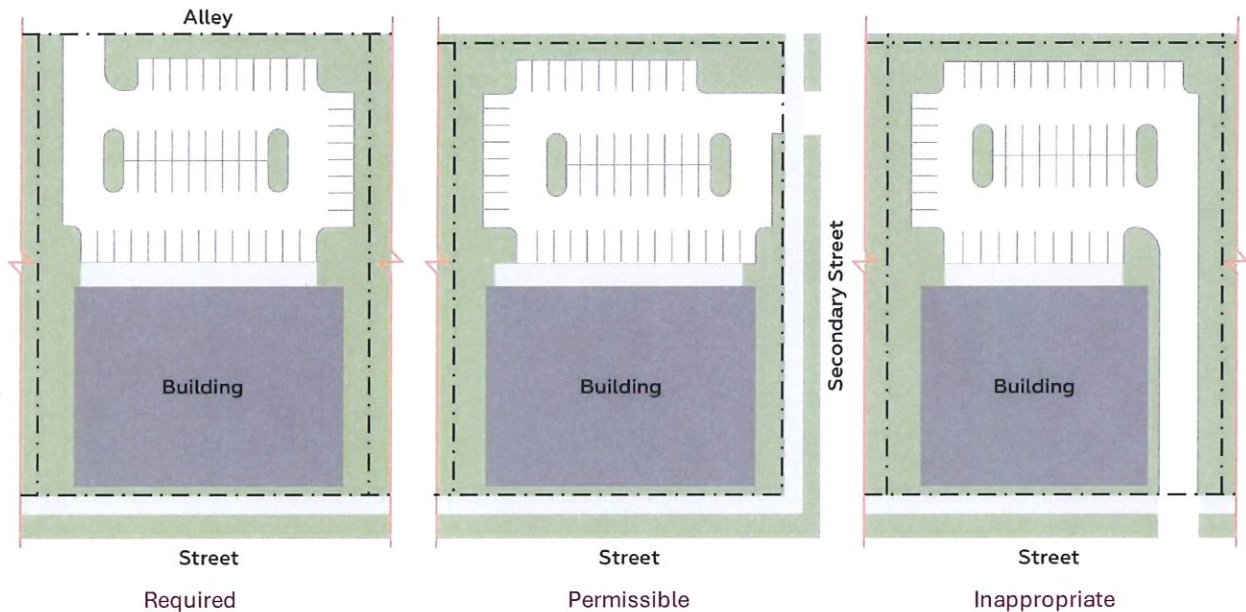 Alley
Secondary Street
Building
Building
Building
Street
Street
Street
Required
Permissible
Inappropriate